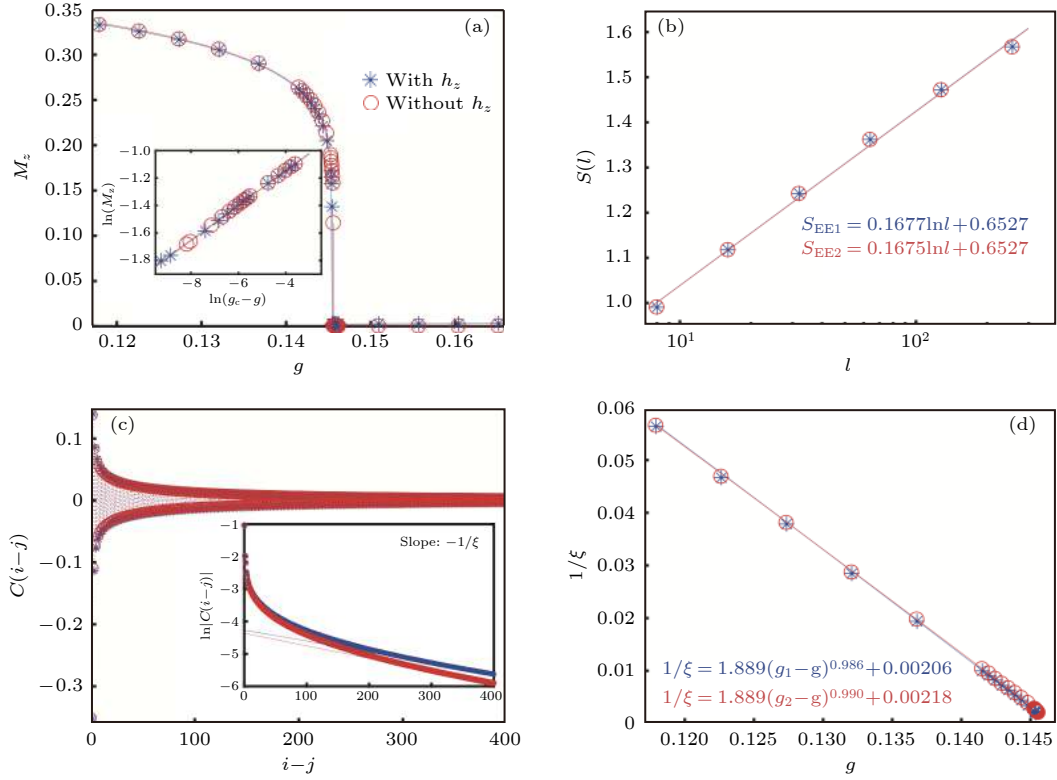 (a)
0.35
0.30
0.25
0.20
0.15
0.10
0.05
0
M_z
With h_z
Without h_z
-1.0
-1.2
-1.4
-1.6
-1.8
ln(M_z)
-8 -6 -4
ln(g_c−g)
0.12 0.13 0.14 0.15 0.16
g
(b)
1.6
1.5
1.4
1.3
1.2
1.1
1.0
S(l)
S_EE1 = 0.1677lnl+0.6527
S_EE2 = 0.1675lnl+0.6527
10^1 10^2
l
(c)
0.1
0
−0.1
−0.3
C(i−j)
Slope: −1/ξ
-1
-2
-3
-4
-5
-6
ln|C(i−j)|
0 100 200 300 400
0 100 200 300 400
i−j
(d)
0.06
0.05
0.04
0.03
0.02
0.01
0
1/ξ
1/ξ = 1.889(g_1−g)^0.986+0.00206
1/ξ = 1.889(g_2−g)^0.990+0.00218
0.120 0.125 0.130 0.135 0.140 0.145
g